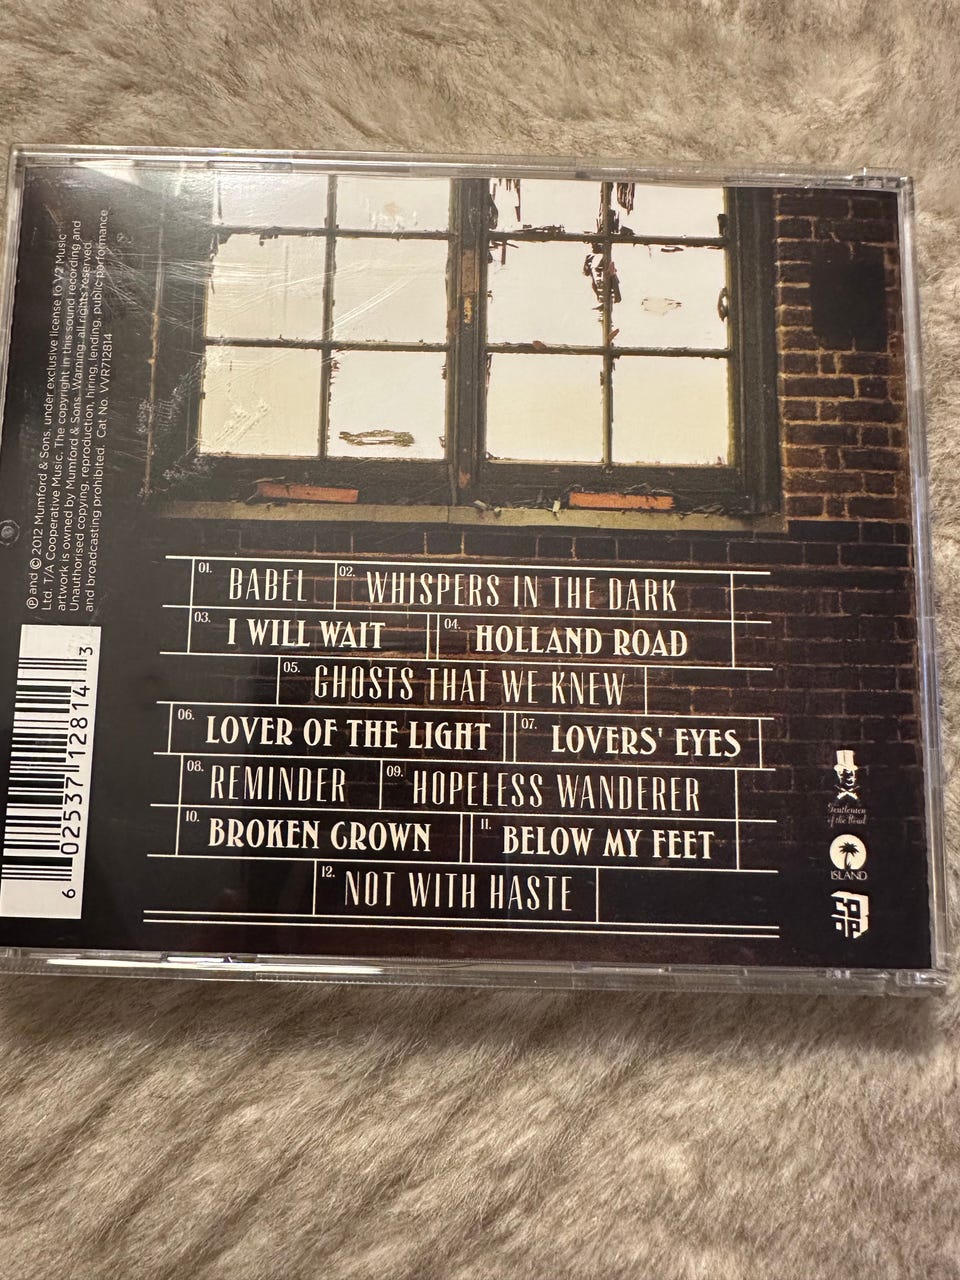 ℗ and © 2012 Mumford & Sons, under exclusive license to V2 Music
Ltd. T/A Cooperative Music. The copyright in this sound recording and
artwork is owned by Mumford & Sons. Warning: all rights reserved.
Unauthorised copying, reproduction, hiring, lending, public performance
and broadcasting prohibited. Cat No. VVR712814
6 02537 12814 3
01. BABEL 02. WHISPERS IN THE DARK
03. I WILL WAIT 04. HOLLAND ROAD
05. GHOSTS THAT WE KNEW
06. LOVER OF THE LIGHT 07. LOVERS' EYES
08. REMINDER 09. HOPELESS WANDERER
10. BROKEN CROWN 11. BELOW MY FEET
12. NOT WITH HASTE
Gentlemen
of the Road
ISLAND
CO
OP